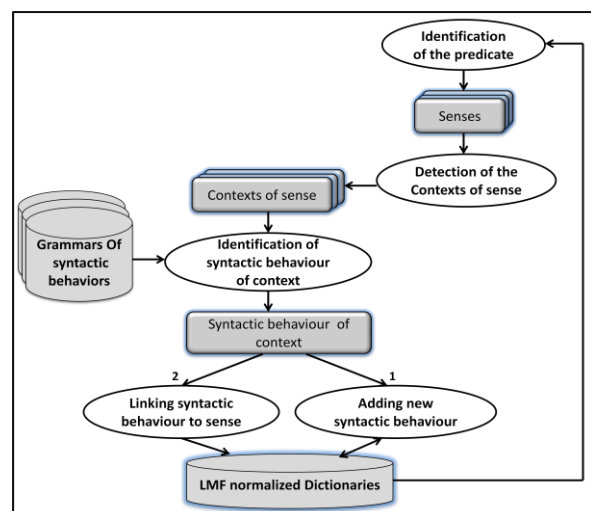 Identification
of the predicate
Senses
Detection of the
Contexts of sense
Contexts of sense
Grammars Of
syntactic
behaviors
Identification of
syntactic behaviour
of context
Syntactic behaviour of
context
2
1
Linking syntactic
behaviour to sense
Adding new
syntactic behaviour
LMF normalized Dictionaries